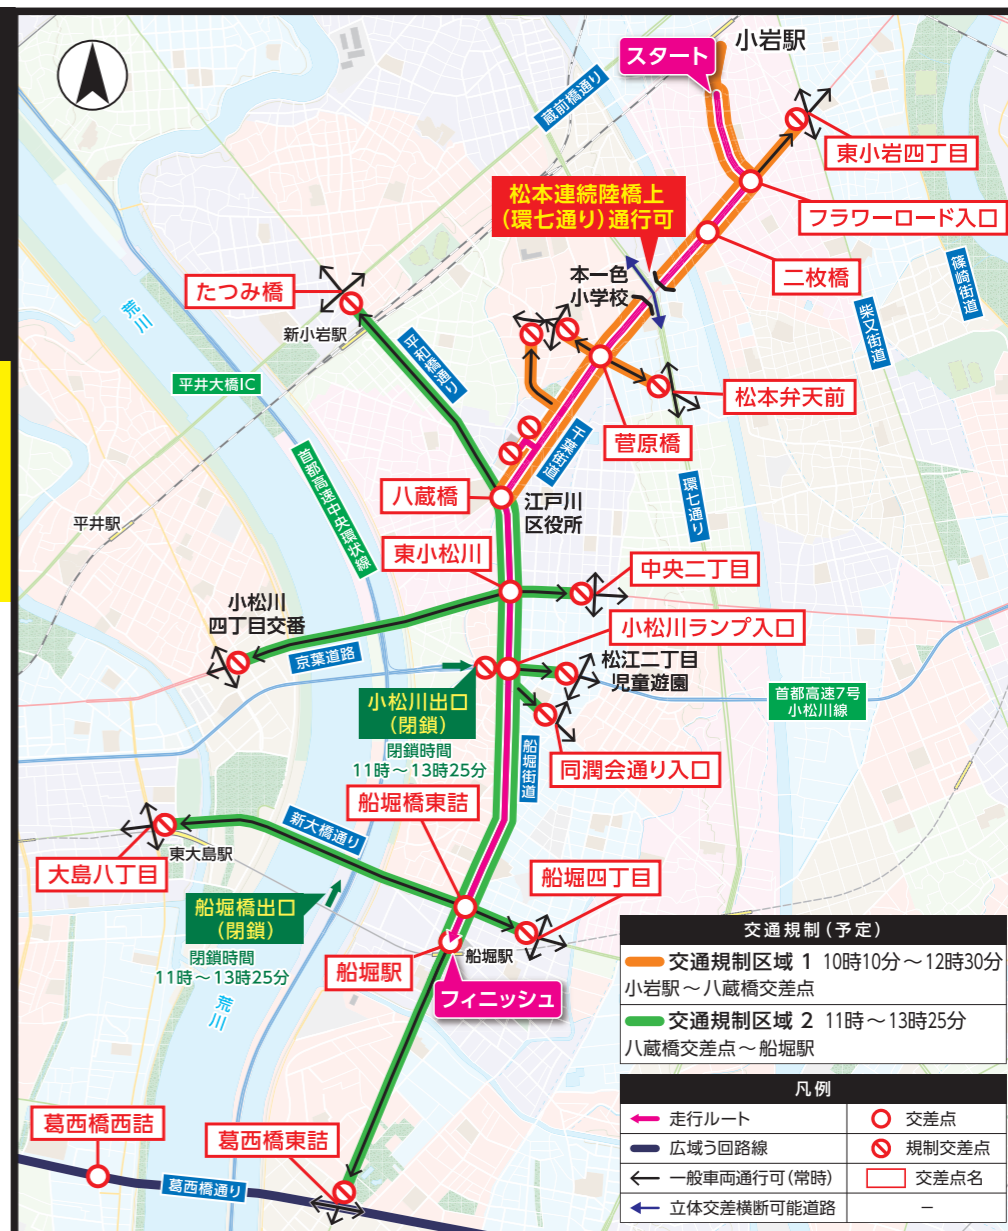 小岩駅
スタート
蔵前橋通り
東小岩四丁目
松本連続陸橋上
(環七通り)通行可
フラワーロード入口
二枚橋
篠崎街道
柴又街道
本一色
小学校
たつみ橋
新小岩駅
荒川
平和橋通り
平井大橋IC
松本弁天前
菅原橋
千葉街道
首都高速中央環状線
環七通り
八蔵橋
江戸川
区役所
平井駅
東小松川
中央二丁目
小松川
四丁目交番
小松川ランプ入口
京葉道路
松江二丁目
児童遊園
首都高速7号
小松川線
小松川出口
(閉鎖)
閉鎖時間
11時~13時25分
船堀街道
同潤会通り入口
船堀橋東詰
新大橋通り
東大島駅
大島八丁目
船堀四丁目
船堀橋出口
(閉鎖)
閉鎖時間
11時~13時25分
船堀駅
船堀駅
フィニッシュ
荒川
葛西橋西詰
葛西橋東詰
葛西橋通り
交通規制(予定)
交通規制区域 1 10時10分~12時30分
小岩駅~八蔵橋交差点
交通規制区域 2 11時~13時25分
八蔵橋交差点~船堀駅
凡例
走行ルート 交差点
広域う回路線 規制交差点
一般車両通行可(常時) 交差点名
立体交差横断可能道路 −